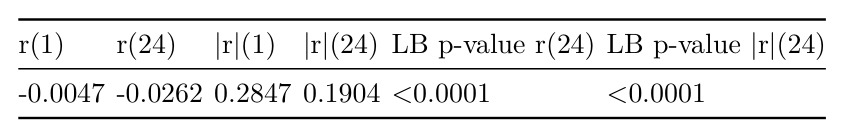 r(1) r(24) |r|(1) |r|(24) LB p-value r(24) LB p-value |r|(24)
-0.0047 -0.0262 0.2847 0.1904 <0.0001 <0.0001